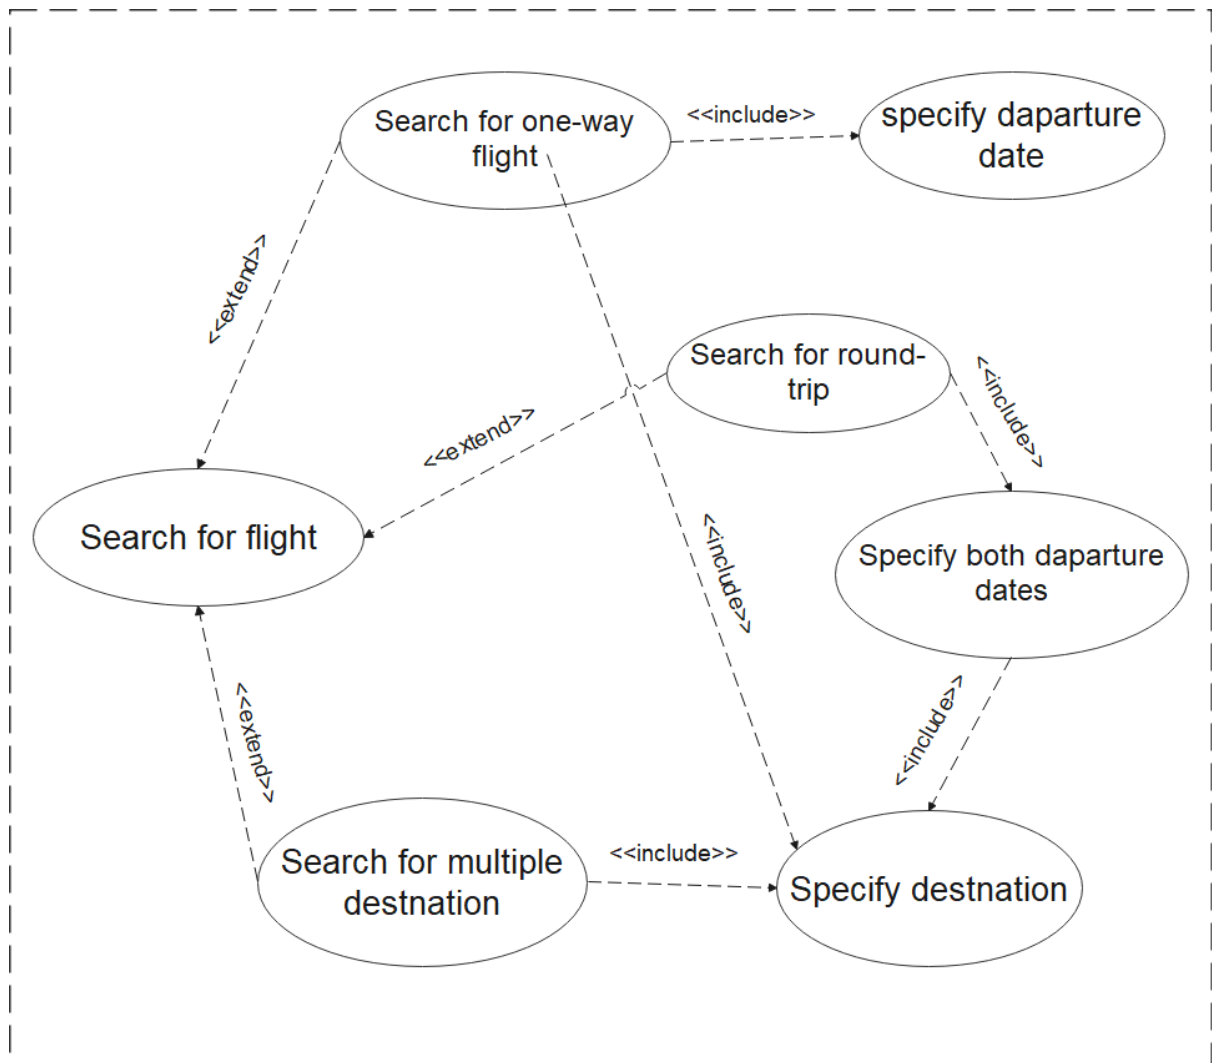 Search for one-way
flight
<<include>>
specify daparture
date
<<extend>>
Search for round-
trip
<<include>>
<<extend>>
Search for flight
<<include>>
Specify both daparture
dates
<<extend>>
<<include>>
Search for multiple
destnation
<<include>>
Specify destnation